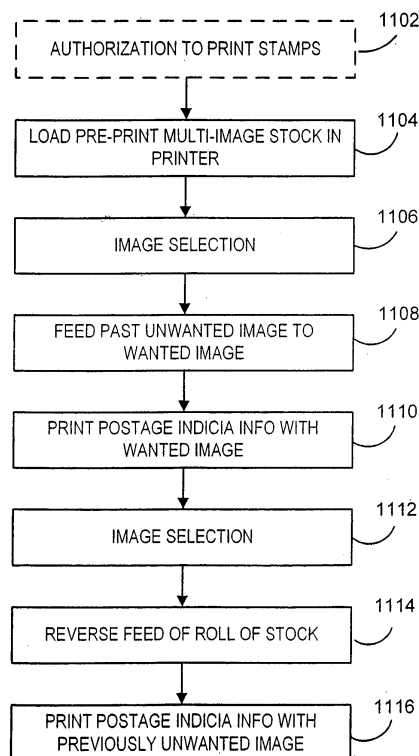 1102
AUTHORIZATION TO PRINT STAMPS
1104
LOAD PRE-PRINT MULTI-IMAGE STOCK IN
PRINTER
1106
IMAGE SELECTION
1108
FEED PAST UNWANTED IMAGE TO
WANTED IMAGE
1110
PRINT POSTAGE INDICIA INFO WITH
WANTED IMAGE
1112
IMAGE SELECTION
1114
REVERSE FEED OF ROLL OF STOCK
1116
PRINT POSTAGE INDICIA INFO WITH
PREVIOUSLY UNWANTED IMAGE